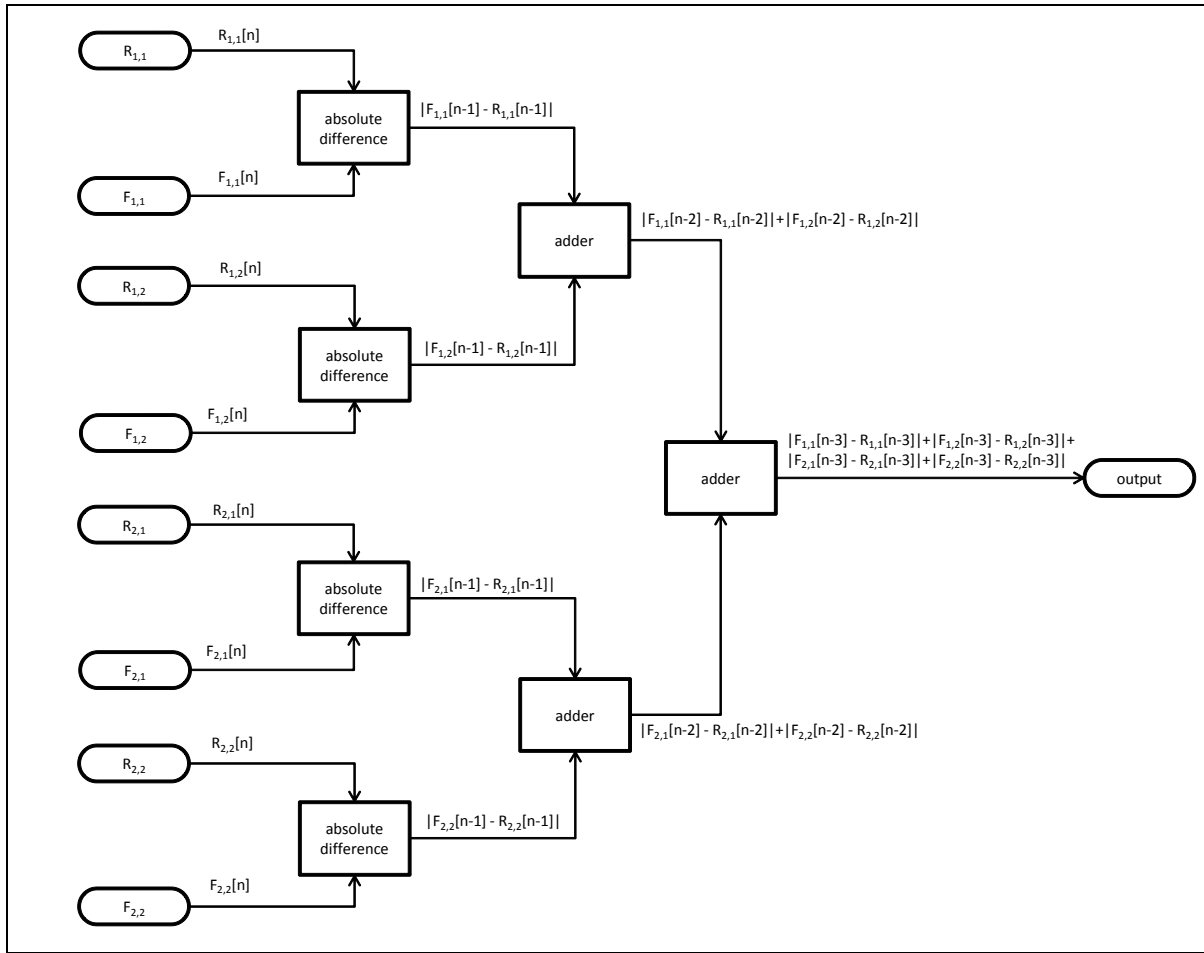 R1,1[n]
R1,1
absolute
difference
|F1,1[n-1] - R1,1[n-1]|
F1,1[n]
F1,1
adder
|F1,1[n-2] - R1,1[n-2]|+|F1,2[n-2] - R1,2[n-2]|
R1,2[n]
R1,2
absolute
difference
|F1,2[n-1] - R1,2[n-1]|
F1,2[n]
F1,2
adder
|F1,1[n-3] - R1,1[n-3]|+|F1,2[n-3] - R1,2[n-3]|+
|F2,1[n-3] - R2,1[n-3]|+|F2,2[n-3] - R2,2[n-3]|
output
R2,1[n]
R2,1
absolute
difference
|F2,1[n-1] - R2,1[n-1]|
F2,1[n]
F2,1
adder
|F2,1[n-2] - R2,1[n-2]|+|F2,2[n-2] - R2,2[n-2]|
R2,2[n]
R2,2
absolute
difference
|F2,2[n-1] - R2,2[n-1]|
F2,2[n]
F2,2